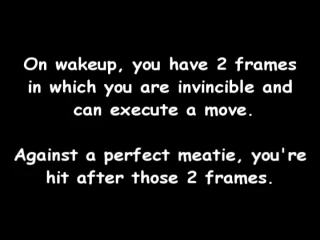 On wakeup, you have 2 frames
in which you are invincible and
can execute a move.
Against a perfect meatie, you're
hit after those 2 frames.